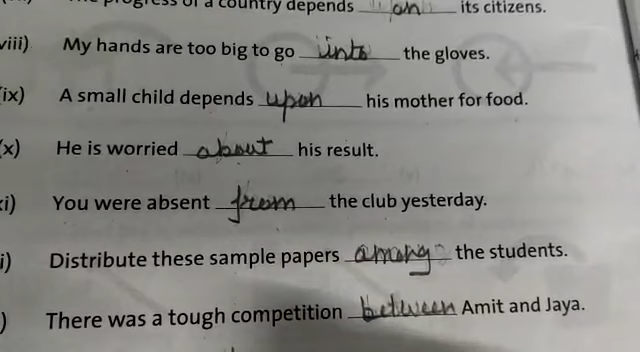 progress of a country depends on its citizens.
viii) My hands are too big to go into the gloves.
ix) A small child depends upon his mother for food.
x) He is worried about his result.
i) You were absent from the club yesterday.
i) Distribute these sample papers among the students.
) There was a tough competition between Amit and Jaya.